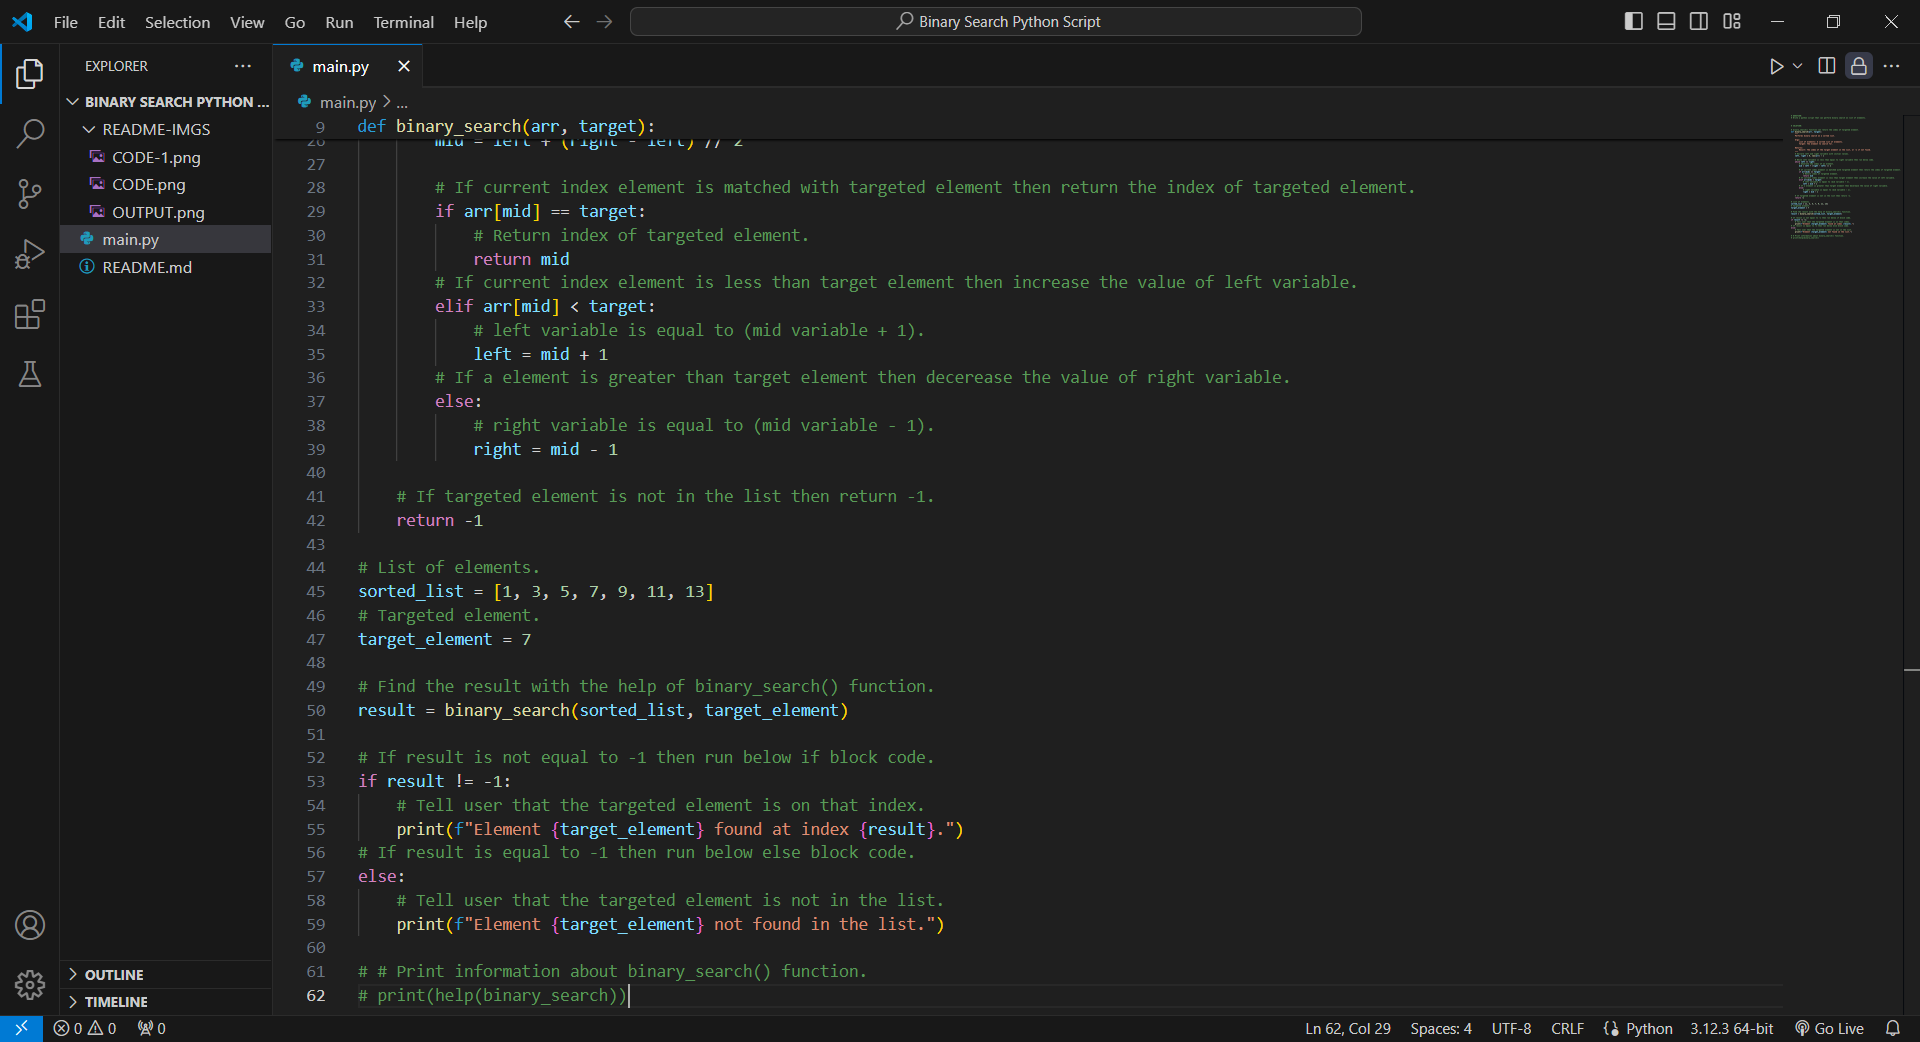 File Edit Selection View Go Run Terminal Help
Binary Search Python Script
EXPLORER
BINARY SEARCH PYTHON ...
README-IMGS
CODE-1.png
CODE.png
OUTPUT.png
main.py
README.md
OUTLINE
TIMELINE
main.py
main.py > ...
9 def binary_search(arr, target):
26 mid = left + (right - left) // 2
27
28 # If current index element is matched with targeted element then return the index of targeted element.
29 if arr[mid] == target:
30 # Return index of targeted element.
31 return mid
32 # If current index element is less than target element then increase the value of left variable.
33 elif arr[mid] < target:
34 # left variable is equal to (mid variable + 1).
35 left = mid + 1
36 # If a element is greater than target element then decerease the value of right variable.
37 else:
38 # right variable is equal to (mid variable - 1).
39 right = mid - 1
40
41 # If targeted element is not in the list then return -1.
42 return -1
43
44 # List of elements.
45 sorted_list = [1, 3, 5, 7, 9, 11, 13]
46 # Targeted element.
47 target_element = 7
48
49 # Find the result with the help of binary_search() function.
50 result = binary_search(sorted_list, target_element)
51
52 # If result is not equal to -1 then run below if block code.
53 if result != -1:
54 # Tell user that the targeted element is on that index.
55 print(f"Element {target_element} found at index {result}.")
56 # If result is equal to -1 then run below else block code.
57 else:
58 # Tell user that the targeted element is not in the list.
59 print(f"Element {target_element} not found in the list.")
60
61 # # Print information about binary_search() function.
62 # print(help(binary_search))
0 0 0 Ln 62, Col 29 Spaces: 4 UTF-8 CRLF Python 3.12.3 64-bit Go Live